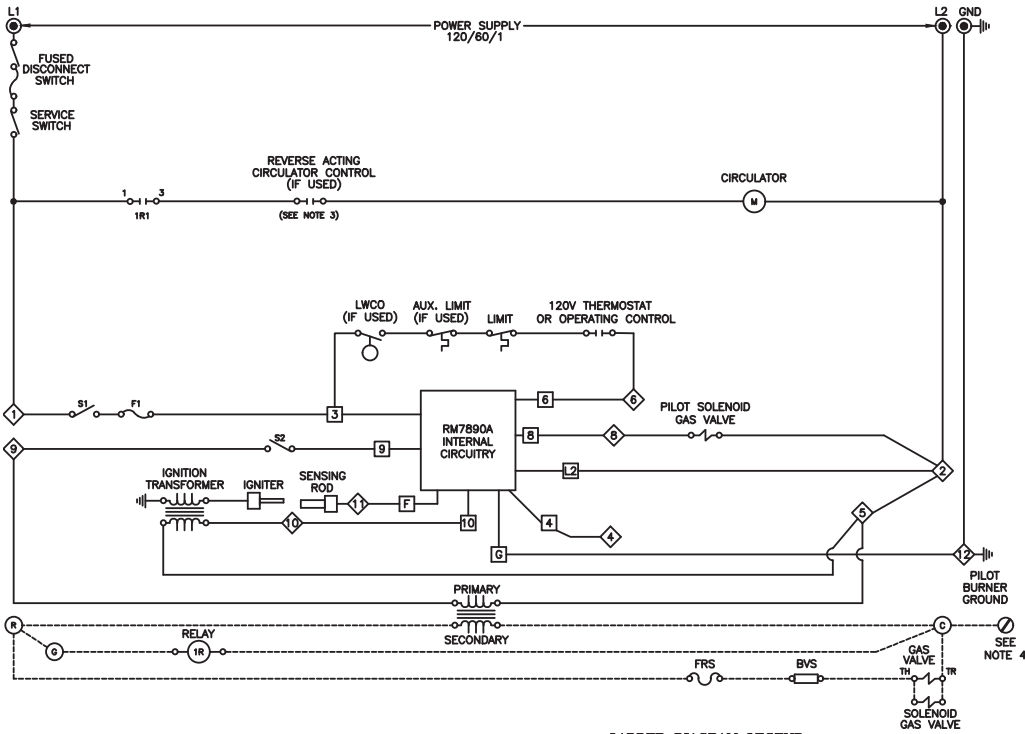 L1
L2
GND
POWER SUPPLY
120/60/1
FUSED
DISCONNECT
SWITCH
SERVICE
SWITCH
REVERSE ACTING
CIRCULATOR CONTROL
(IF USED)
CIRCULATOR
1
3
1R1
(SEE NOTE 3)
M
LWCO
(IF USED)
AUX. LIMIT
(IF USED)
LIMIT
120V THERMOSTAT
OR OPERATING CONTROL
1
S1
F1
3
6
6
PILOT SOLENOID
GAS VALVE
RM7890A
INTERNAL
CIRCUITRY
9
S2
9
8
8
L2
2
IGNITION
TRANSFORMER
IGNITER
SENSING
ROD
11
F
10
10
4
4
5
G
12
PILOT
BURNER
GROUND
PRIMARY
SECONDARY
R
C
SEE
NOTE 4
G
RELAY
1R
FRS
BVS
GAS
VALVE
TH
TR
SOLENOID
GAS VALVE